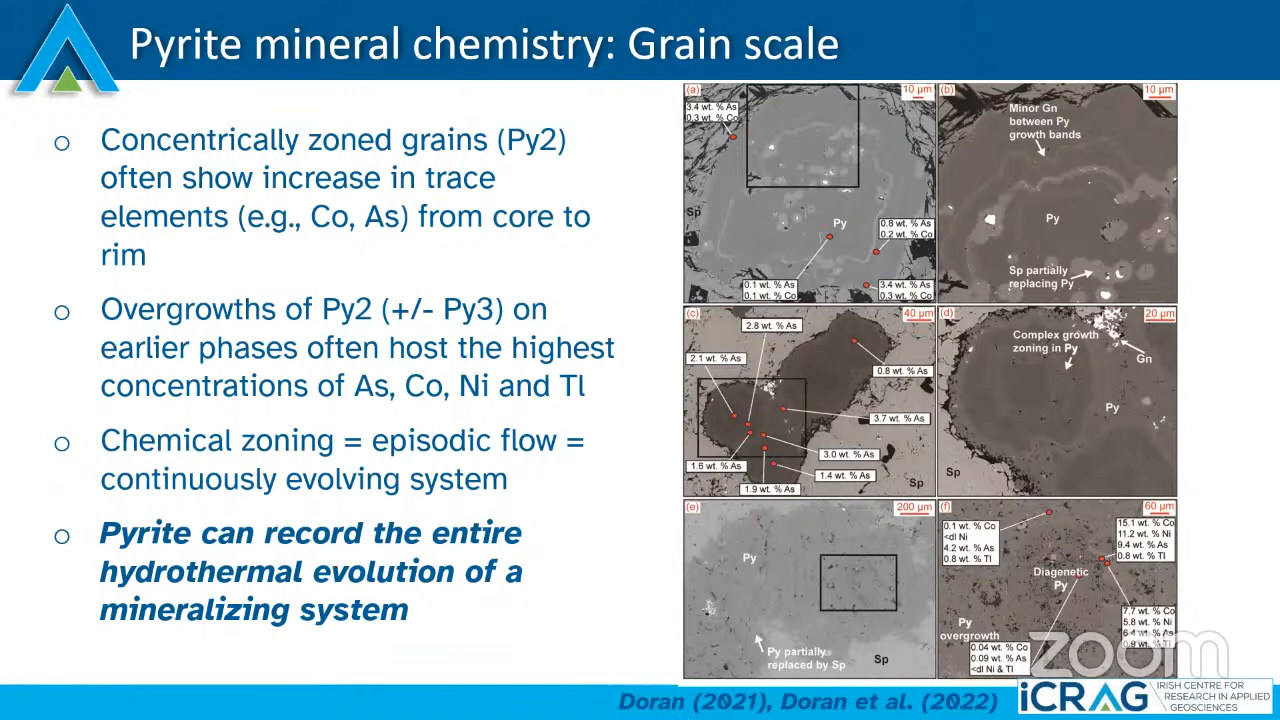 Pyrite mineral chemistry: Grain scale
o Concentrically zoned grains (Py2)
often show increase in trace
elements (e.g., Co, As) from core to
rim
o Overgrowths of Py2 (+/- Py3) on
earlier phases often host the highest
concentrations of As, Co, Ni and Tl
o Chemical zoning = episodic flow =
continuously evolving system
o Pyrite can record the entire
hydrothermal evolution of a
mineralizing system
(a)
10 µm
3.4 wt. % As
0.3 wt. % Co
Sp
Py
0.8 wt. % As
0.2 wt. % Co
0.1 wt. % As
0.1 wt. % Co
3.4 wt. % As
0.3 wt. % Co
(b)
10 µm
Minor Gn
between Py
growth bands
Py
Sp partially
replacing Py
(c)
40 µm
2.8 wt. % As
2.1 wt. % As
0.8 wt. % As
3.7 wt. % As
3.0 wt. % As
1.6 wt. % As
1.4 wt. % As
1.9 wt. % As
Sp
(d)
20 µm
Complex growth
zoning in Py
Gn
Py
Sp
(e)
200 µm
Py
Py partially
replaced by Sp
Sp
(f)
60 µm
0.1 wt. % Co
<dl Ni
4.2 wt. % As
0.8 wt. % Tl
15.1 wt. % Co
11.2 wt. % Ni
9.4 wt. % As
0.8 wt. % Tl
Diagenetic
Py
7.7 wt. % Co
5.8 wt. % Ni
6.4 wt. % As
0.9 wt. % Tl
Py
overgrowth
0.04 wt. % Co
0.09 wt. % As
<dl Ni & Tl
zoom
Doran (2021), Doran et al. (2022)
iCRAG
IRISH CENTRE FOR
RESEARCH IN APPLIED
GEOSCIENCES